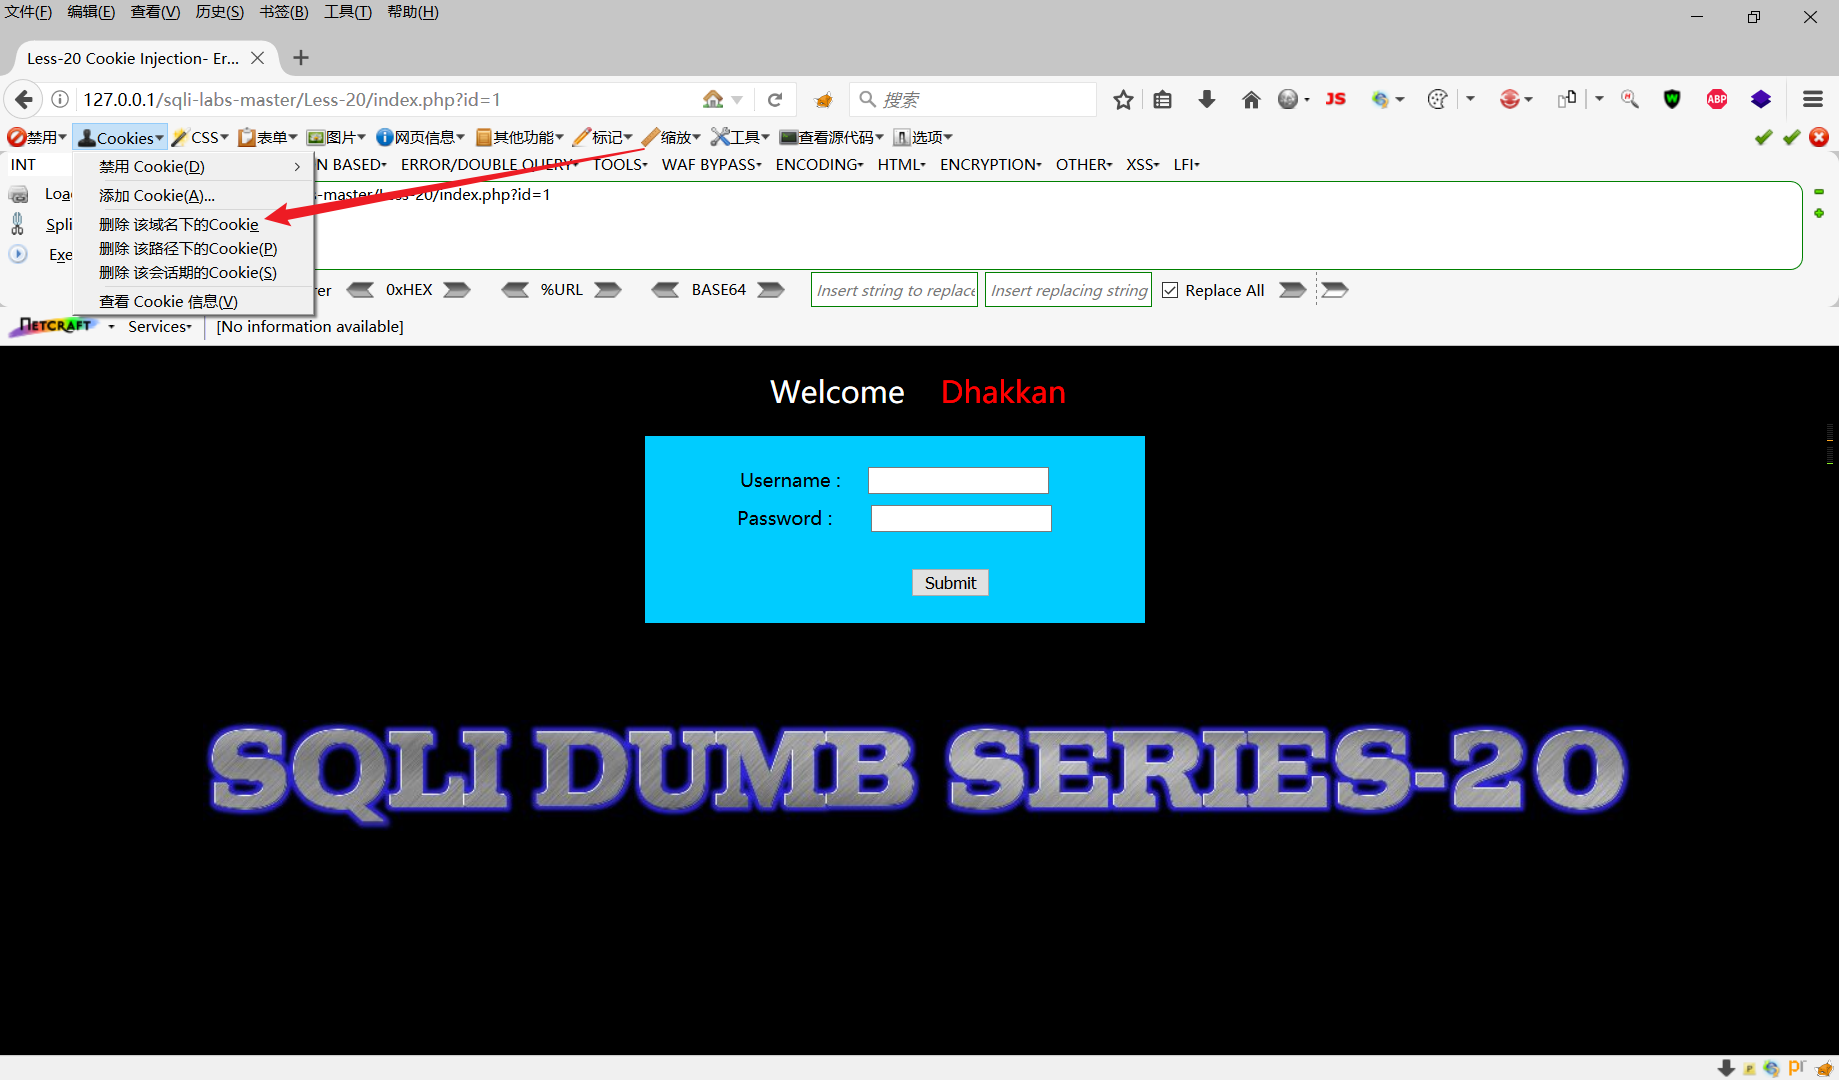 文件(F) 编辑(E) 查看(V) 历史(S) 书签(B) 工具(T) 帮助(H)
Less-20 Cookie Injection- Er...
127.0.0.1/sqli-labs-master/Less-20/index.php?id=1 搜索 JS ABP
禁用 Cookies CSS 表单 图片 网页信息 其他功能 标记 缩放 工具 查看源代码 选项
INT 禁用 Cookie(D) N BASED ERROR/DOUBLE QUERY TOOLS WAF BYPASS ENCODING HTML ENCRYPTION OTHER XSS LFI
Loa 添加 Cookie(A)... s-master/Less-20/index.php?id=1
Spli 删除 该域名下的Cookie
删除 该路径下的Cookie(P)
Exe
删除 该会话期的Cookie(S)
rer 0xHEX %URL BASE64 Insert string to replace Insert replacing string Replace All
查看 Cookie 信息(V)
NETCRAFT Services [No information available]
Welcome Dhakkan
Username :
Password :
Submit
SQLI DUMB SERIES-20
pr